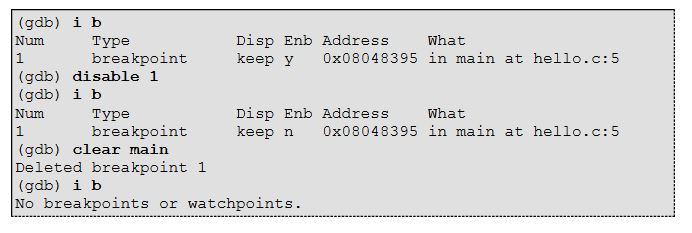 (gdb) i b
Num     Type           Disp Enb Address    What
1       breakpoint     keep y   0x08048395 in main at hello.c:5
(gdb) disable 1
(gdb) i b
Num     Type           Disp Enb Address    What
1       breakpoint     keep n   0x08048395 in main at hello.c:5
(gdb) clear main
Deleted breakpoint 1
(gdb) i b
No breakpoints or watchpoints.